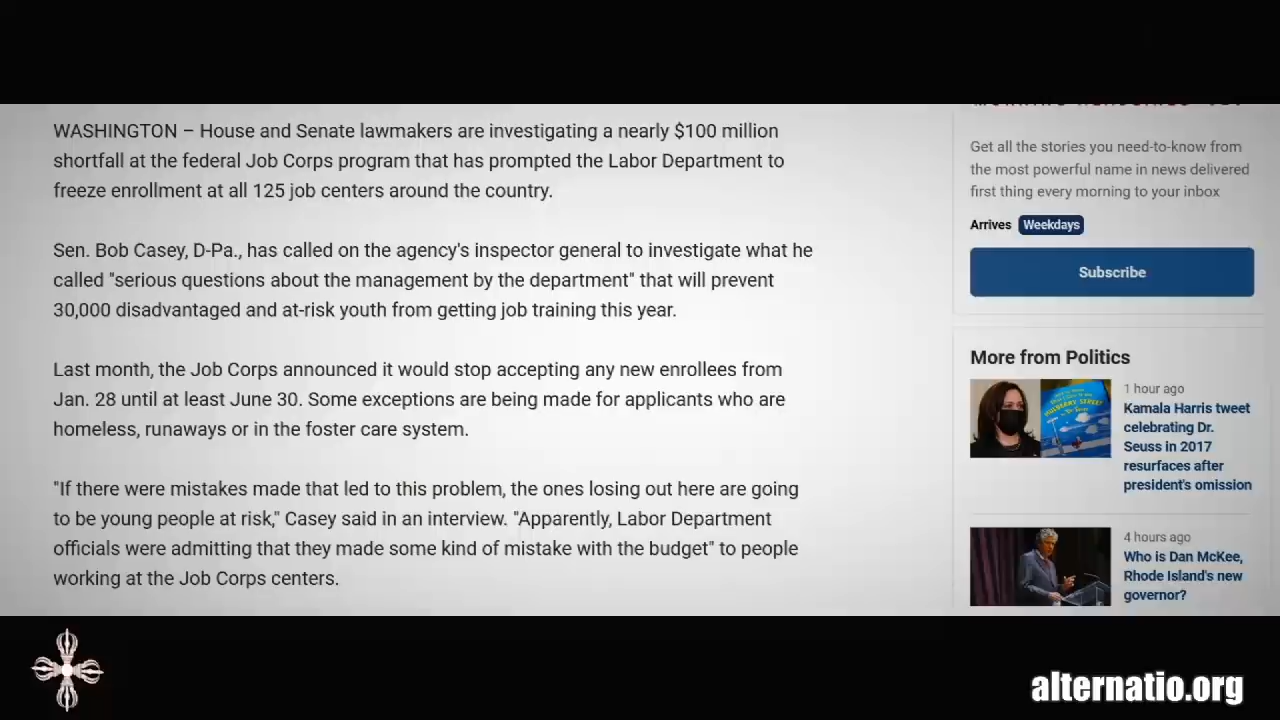 WASHINGTON – House and Senate lawmakers are investigating a nearly $100 million
shortfall at the federal Job Corps program that has prompted the Labor Department to
freeze enrollment at all 125 job centers around the country.
Sen. Bob Casey, D-Pa., has called on the agency's inspector general to investigate what he
called "serious questions about the management by the department" that will prevent
30,000 disadvantaged and at-risk youth from getting job training this year.
Last month, the Job Corps announced it would stop accepting any new enrollees from
Jan. 28 until at least June 30. Some exceptions are being made for applicants who are
homeless, runaways or in the foster care system.
"If there were mistakes made that led to this problem, the ones losing out here are going
to be young people at risk," Casey said in an interview. "Apparently, Labor Department
officials were admitting that they made some kind of mistake with the budget" to people
working at the Job Corps centers.
Get all the stories you need-to-know from
the most powerful name in news delivered
first thing every morning to your inbox
Arrives Weekdays
Subscribe
More from Politics
1 hour ago
Kamala Harris tweet
celebrating Dr.
Seuss in 2017
resurfaces after
president's omission
MULBERRY STREET
4 hours ago
Who is Dan McKee,
Rhode Island's new
governor?
alternatio.org